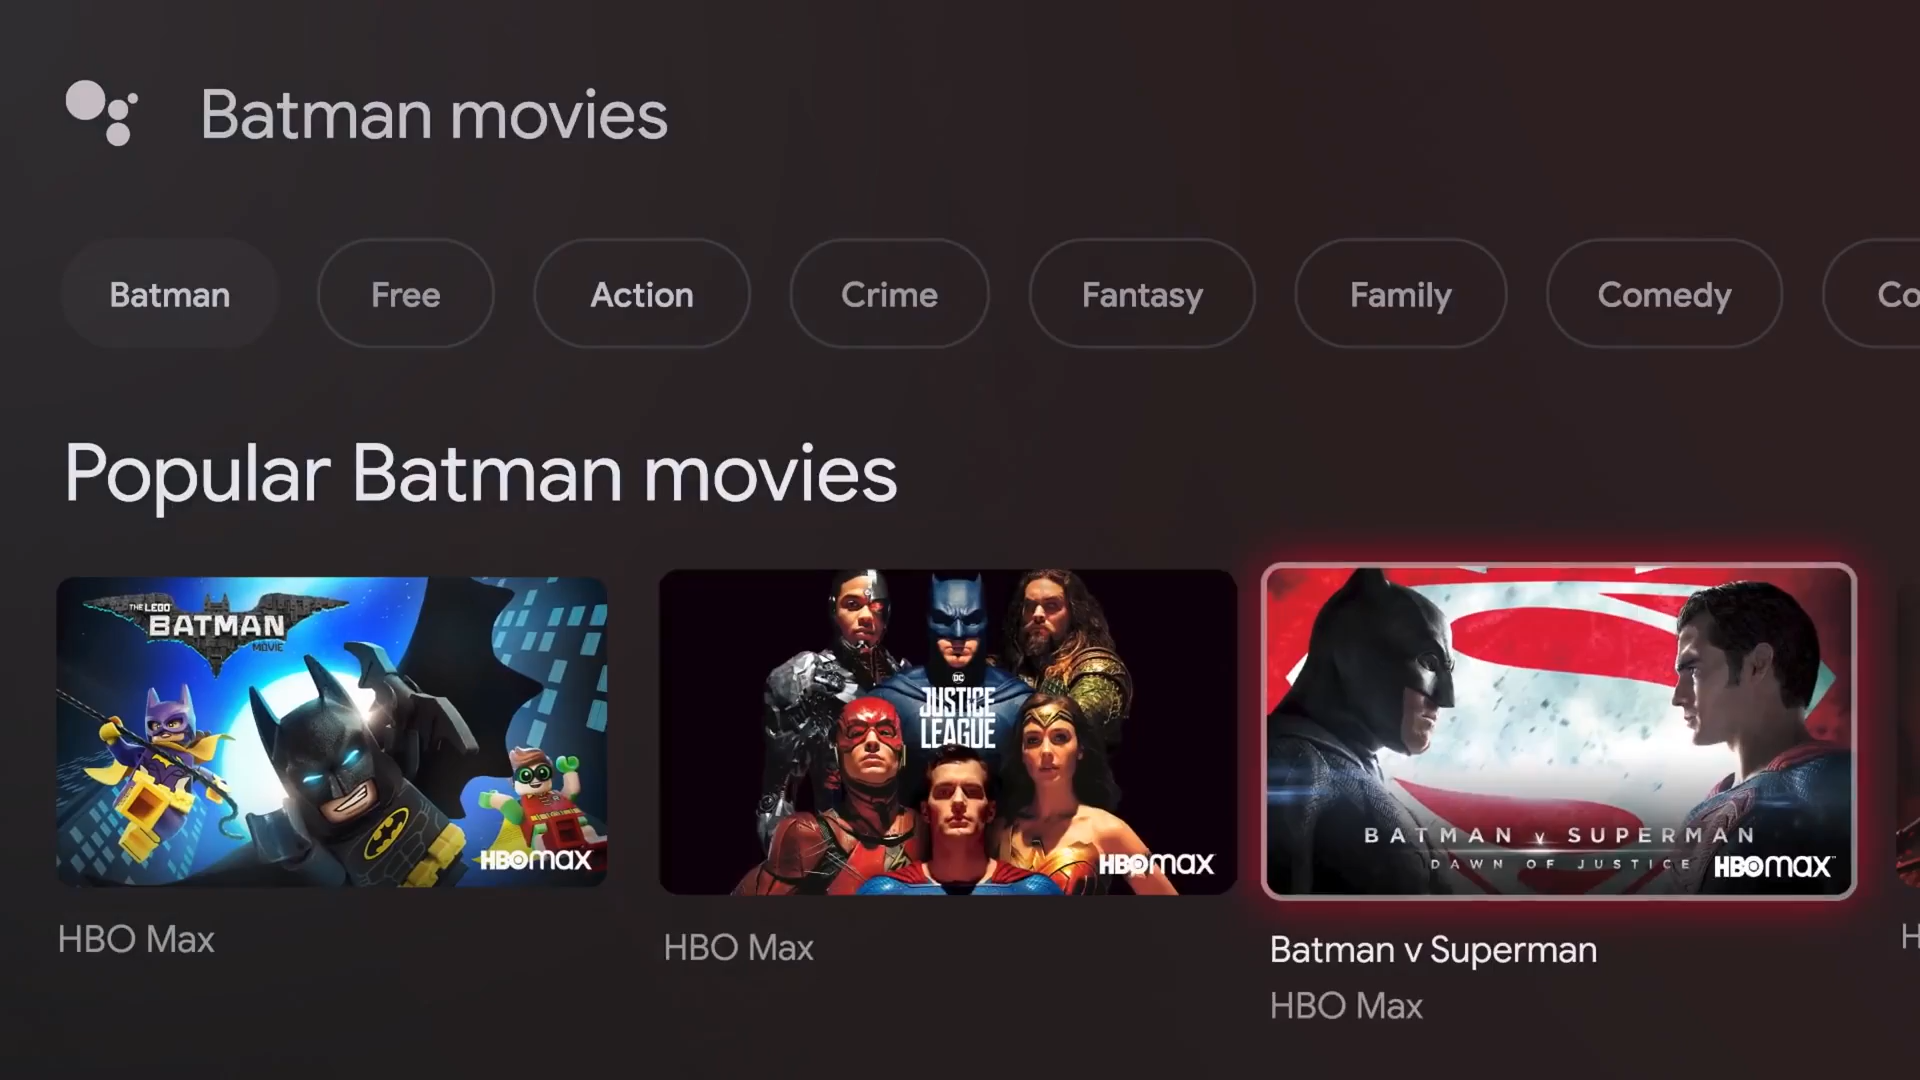 Batman movies
Batman
Free
Action
Crime
Fantasy
Family
Comedy
Co
Popular Batman movies
THE LEGO
BATMAN
MOVIE
HBOmax
DC
JUSTICE
LEAGUE
HBOmax
BATMAN v SUPERMAN
DAWN OF JUSTICE
HBOmax
HBO Max
HBO Max
Batman v Superman
HBO Max
H